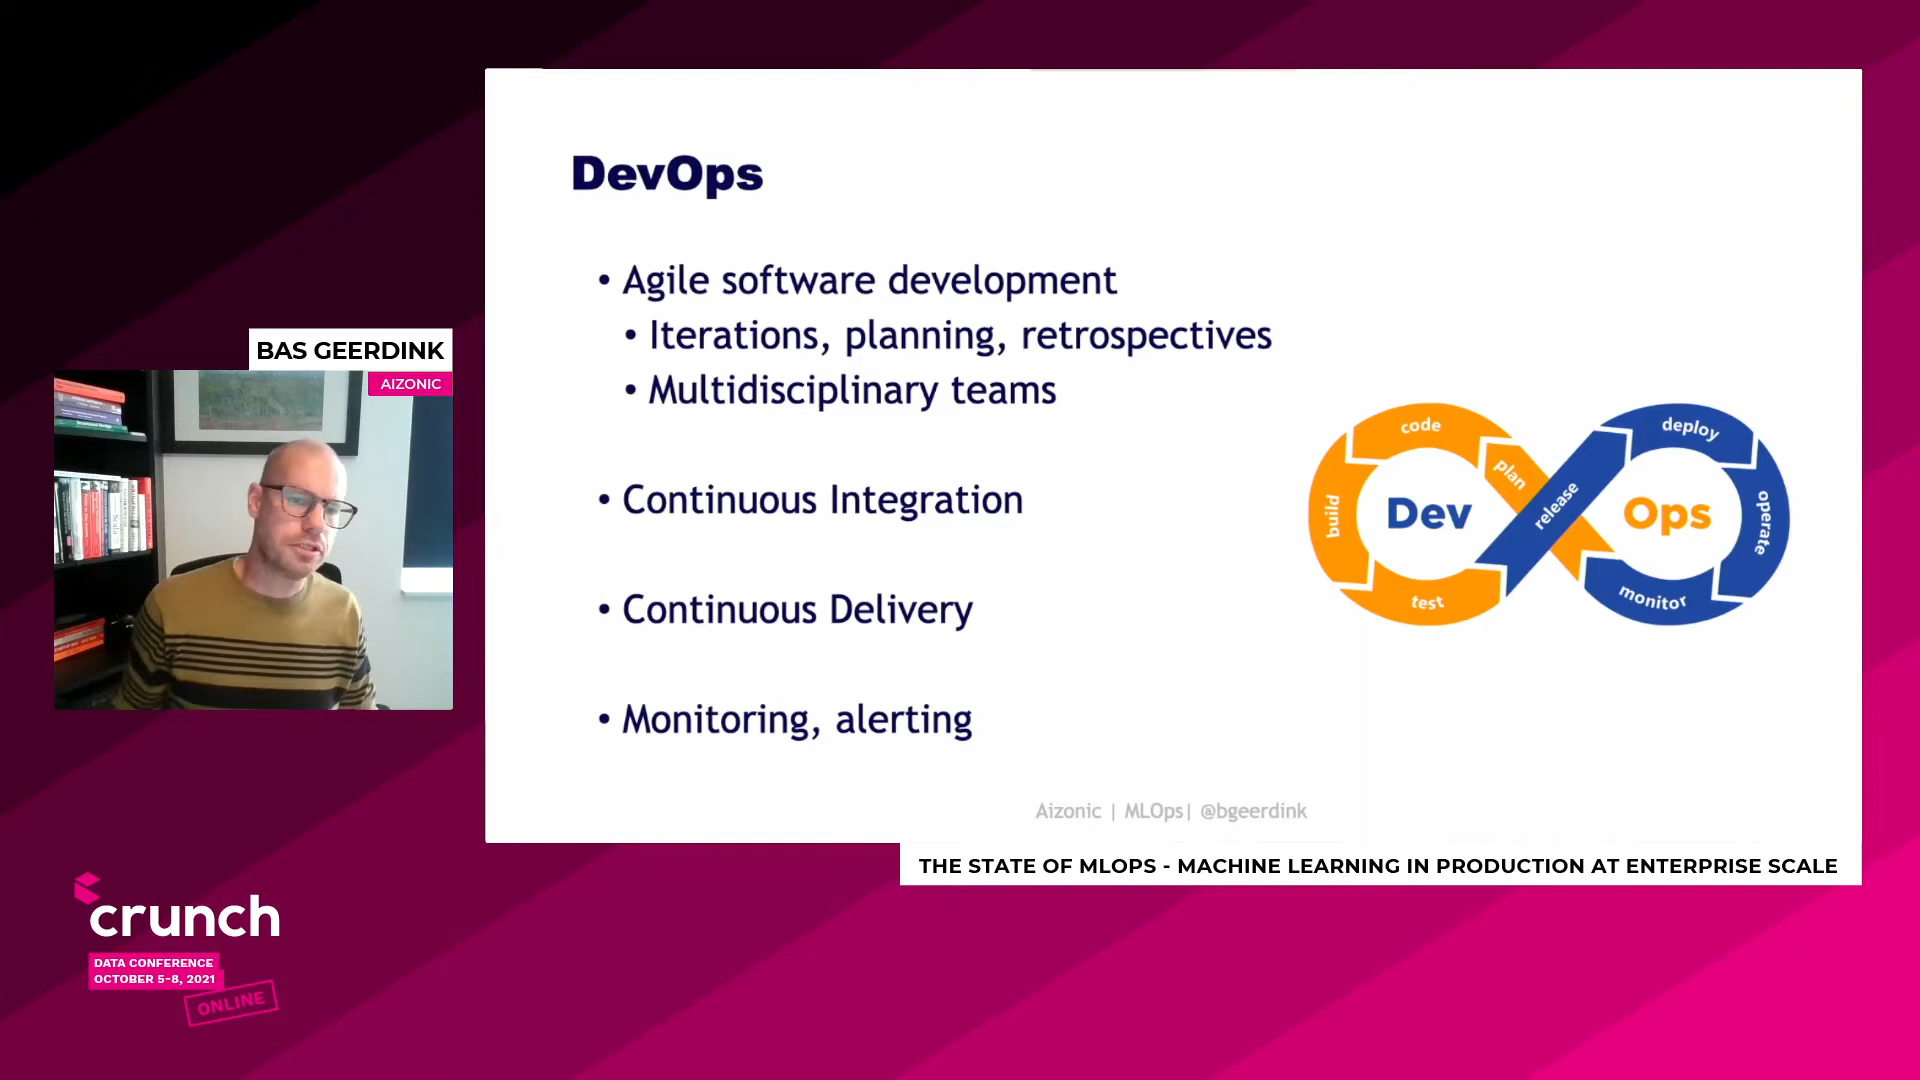 DevOps
• Agile software development
• Iterations, planning, retrospectives
• Multidisciplinary teams
• Continuous Integration
• Continuous Delivery
• Monitoring, alerting
code
plan
build
Dev
test
release
deploy
Ops
operate
monitor
Aizonic | MLOps| @bgeerdink
BAS GEERDINK
AIZONIC
THE STATE OF MLOPS - MACHINE LEARNING IN PRODUCTION AT ENTERPRISE SCALE
crunch
DATA CONFERENCE
OCTOBER 5-8, 2021
ONLINE